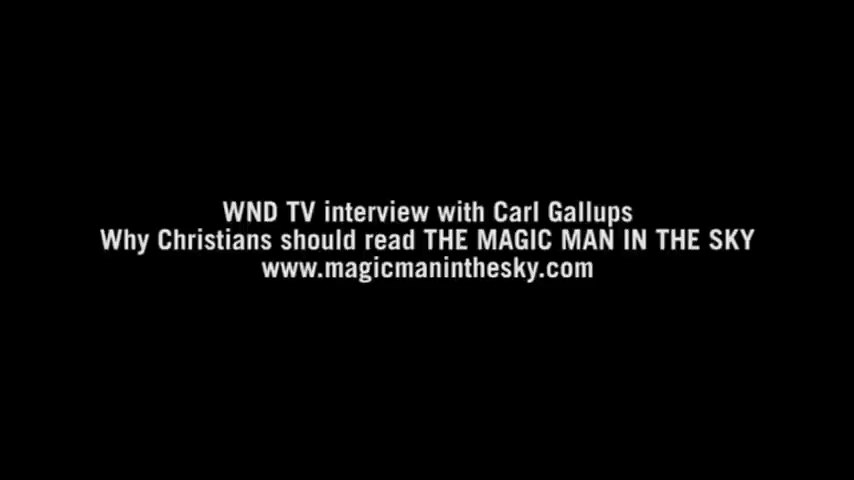 WND TV interview with Carl Gallups
Why Christians should read THE MAGIC MAN IN THE SKY
www.magicmaninthesky.com